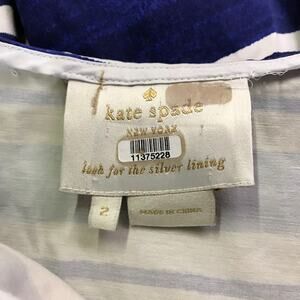 kate spade
NEW YORK
11375228
look for the silver lining
2
MADE IN CHINA